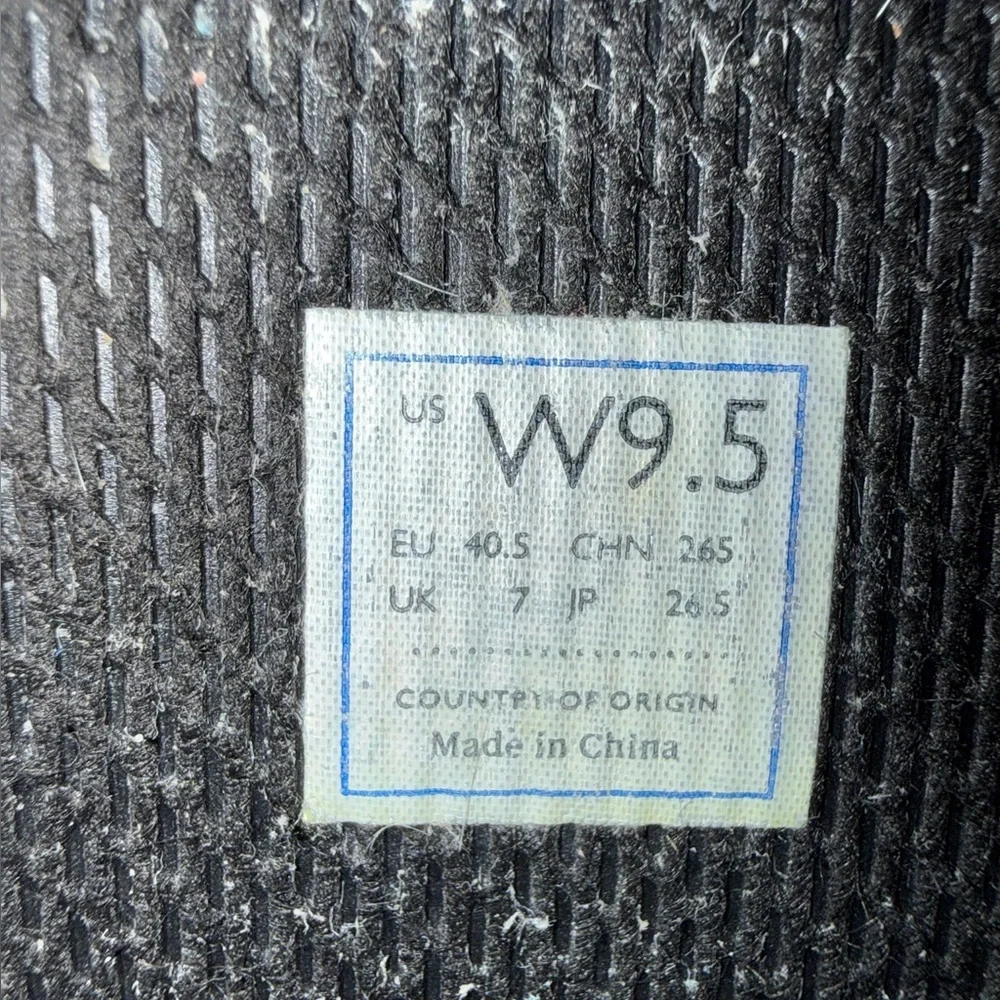 US W9.5
EU 40.5 CHN 265
UK 7 JP 26.5
COUNTRY OF ORIGIN
Made in China